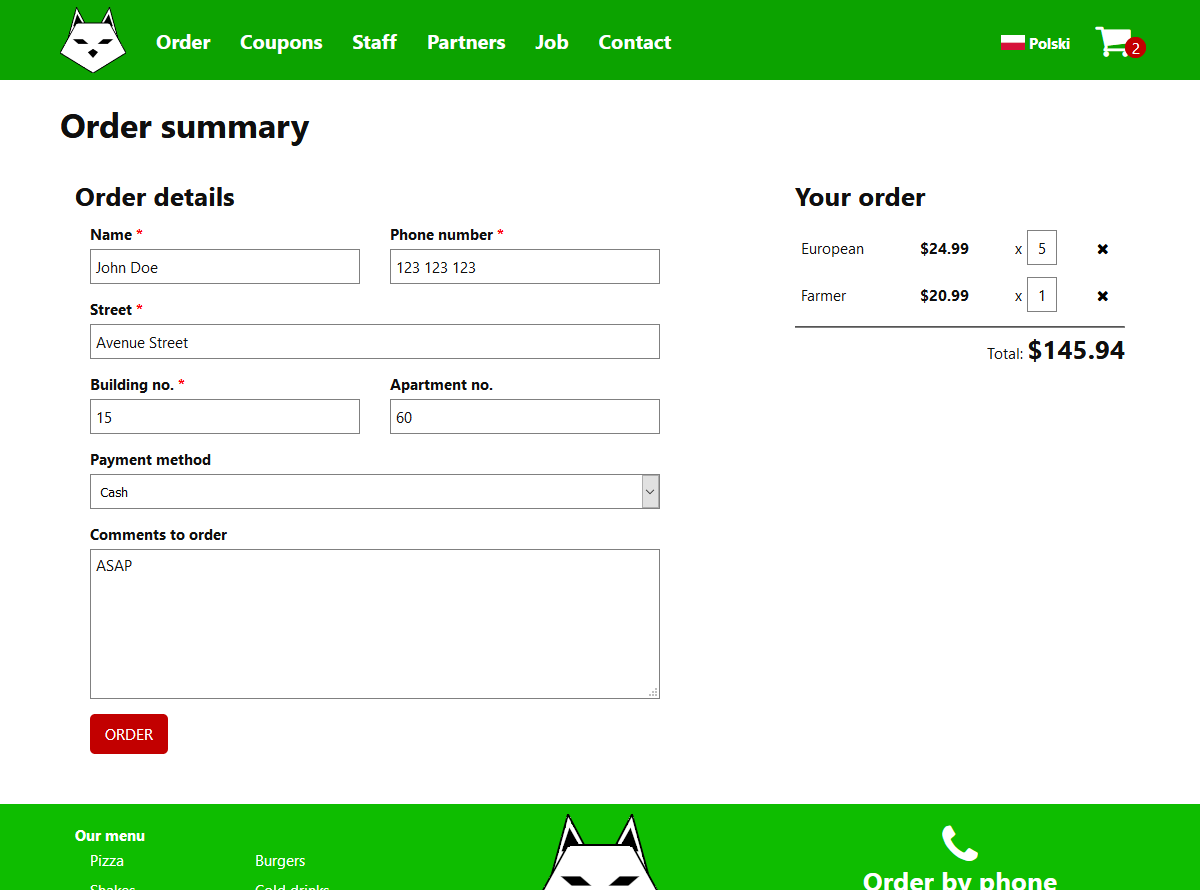 Order Coupons Staff Partners Job Contact Polski 2
Order summary
Order details
Name * Phone number *
John Doe 123 123 123
Street *
Avenue Street
Building no. * Apartment no.
15 60
Payment method
Cash
Comments to order
ASAP
ORDER
Your order
European $24.99 x 5 ✖
Farmer $20.99 x 1 ✖
Total: $145.94
Our menu
Pizza Burgers
Shakes Cold drinks
Order by phone